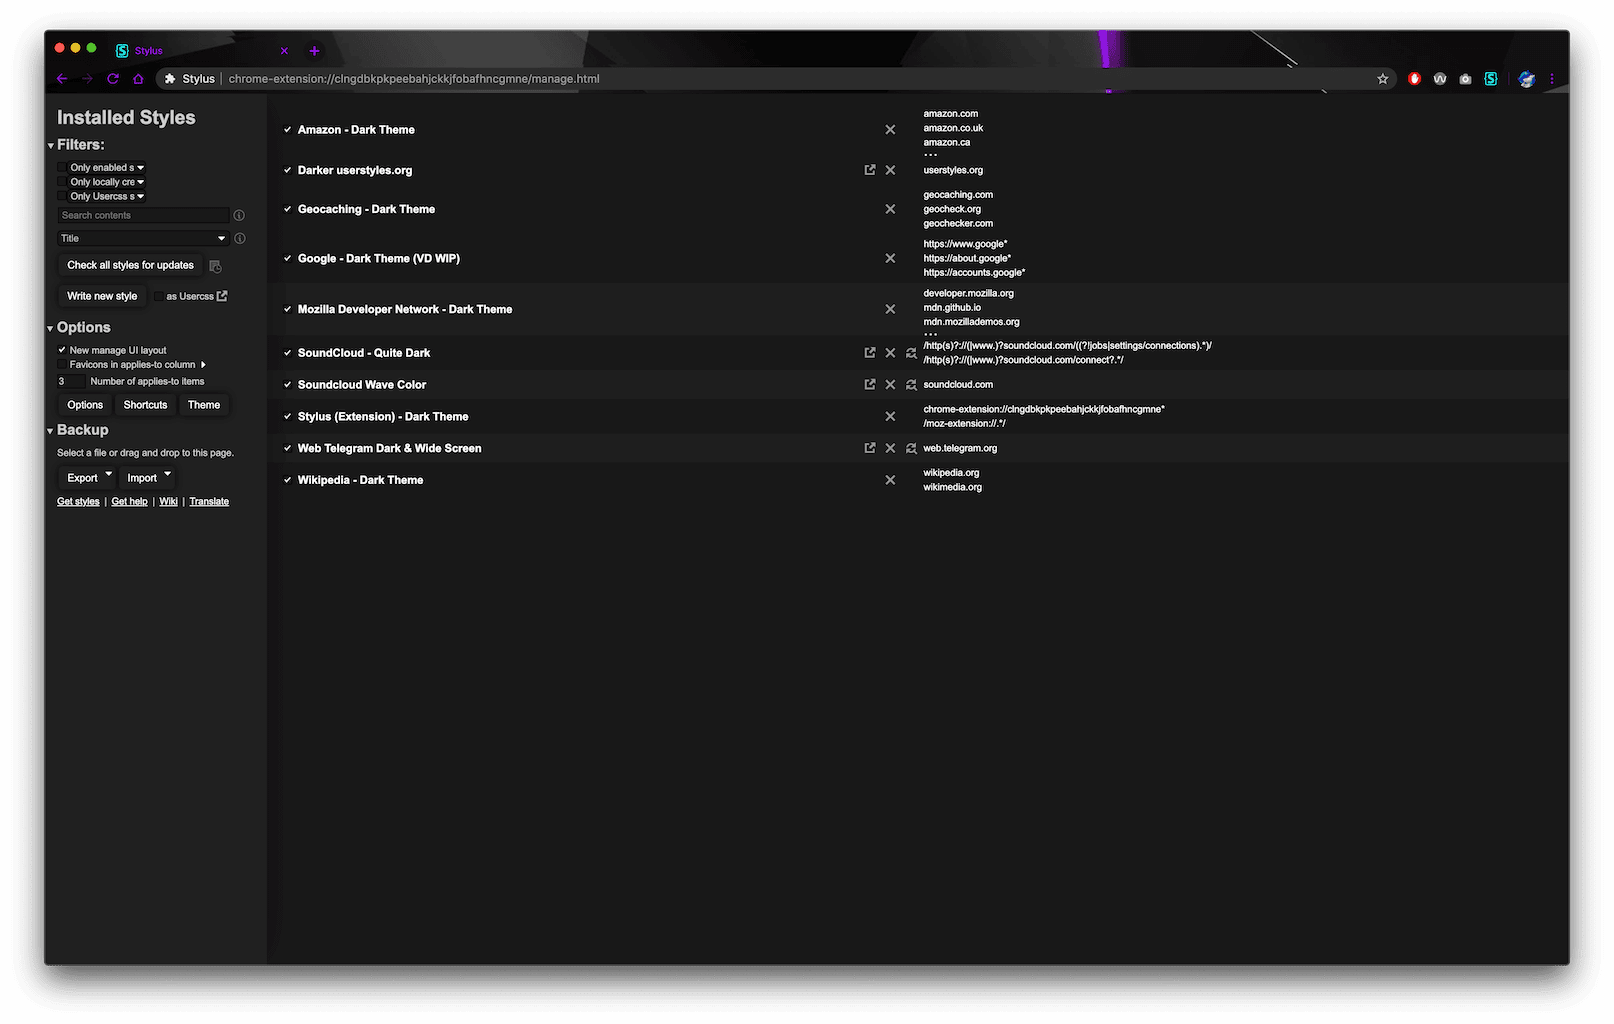 Stylus
Stylus | chrome-extension://clngdbkpkpeebahjckkjfobafhncgmne/manage.html
Installed Styles
Filters:
Only enabled s
Only locally cre
Only Usercss s
Search contents
Title
Check all styles for updates
Write new style
as Usercss
Options
New manage UI layout
Favicons in applies-to column
3 Number of applies-to items
Options Shortcuts Theme
Backup
Select a file or drag and drop to this page.
Export Import
Get styles | Get help | Wiki | Translate
Amazon - Dark Theme
amazon.com
amazon.co.uk
amazon.ca
...
Darker userstyles.org
userstyles.org
Geocaching - Dark Theme
geocaching.com
geocheck.org
geochecker.com
Google - Dark Theme (VD WIP)
https://www.google*
https://about.google*
https://accounts.google*
Mozilla Developer Network - Dark Theme
developer.mozilla.org
mdn.github.io
mdn.mozillademos.org
...
SoundCloud - Quite Dark
/http(s)?://(|www.)?soundcloud.com/((?!jobs|settings/connections).*)/
/http(s)?://(|www.)?soundcloud.com/connect?.*/
Soundcloud Wave Color
soundcloud.com
Stylus (Extension) - Dark Theme
chrome-extension://clngdbkpkpeebahjckkjfobafhncgmne*
/moz-extension://.*/
Web Telegram Dark & Wide Screen
web.telegram.org
Wikipedia - Dark Theme
wikipedia.org
wikimedia.org